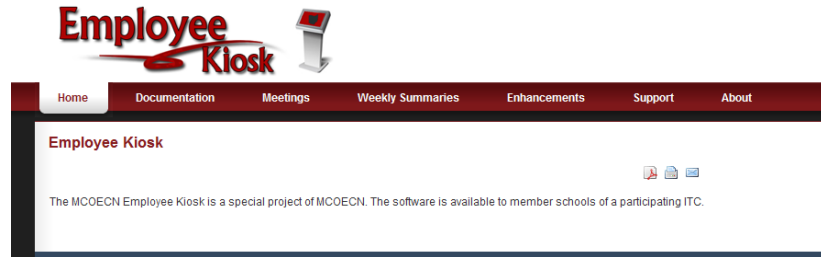 Employee
Kiosk
Home Documentation Meetings Weekly Summaries Enhancements Support About
Employee Kiosk
The MCOECN Employee Kiosk is a special project of MCOECN. The software is available to member schools of a participating ITC.